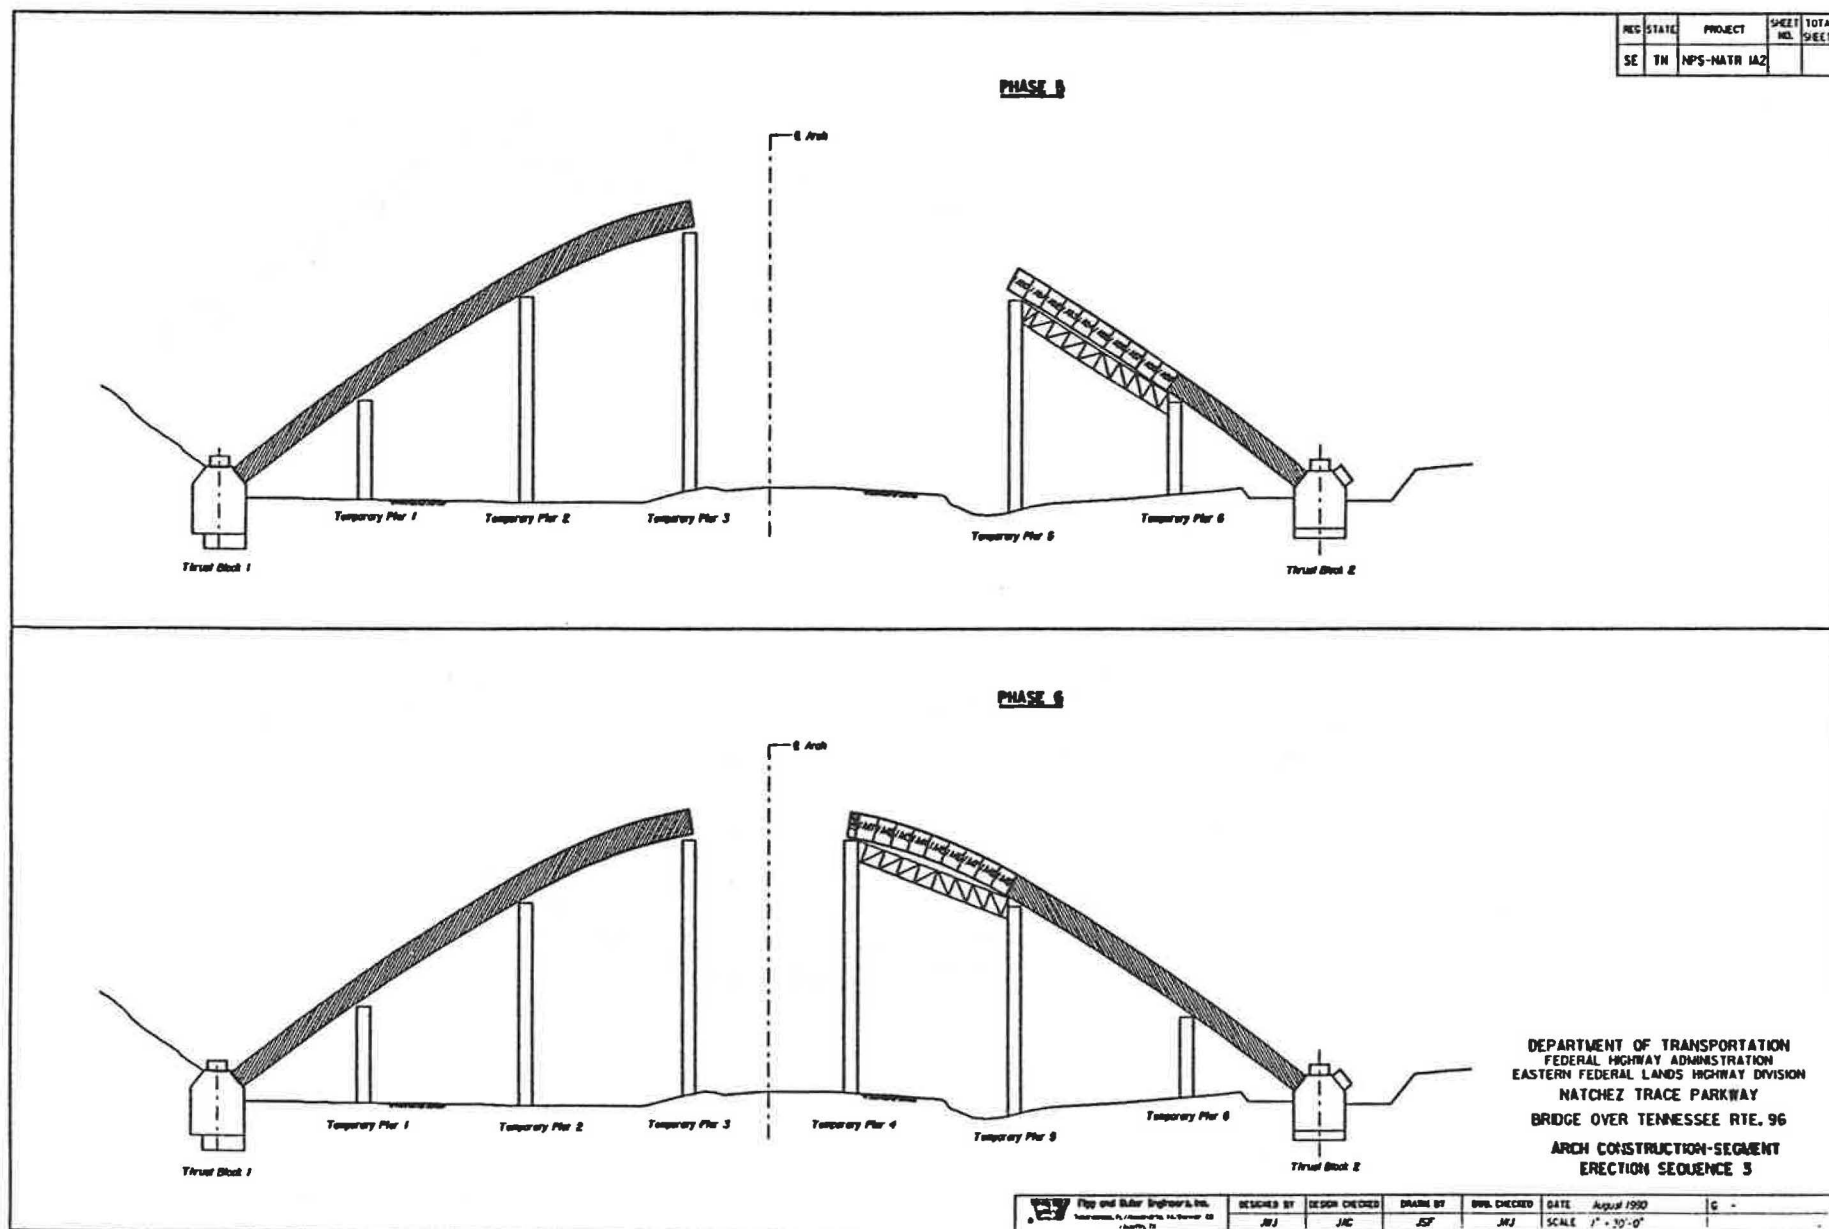 REG STATE PROJECT SHEET NO. TOTA SHEET
SE TN NPS-NATR 1A2
PHASE 5
℄ Arch
Temporary Pier 1
Temporary Pier 2
Temporary Pier 3
Temporary Pier 5
Temporary Pier 6
Thrust Block 1
Thrust Block 2
PHASE 6
℄ Arch
Temporary Pier 1
Temporary Pier 2
Temporary Pier 3
Temporary Pier 4
Temporary Pier 5
Temporary Pier 6
Thrust Block 1
Thrust Block 2
DEPARTMENT OF TRANSPORTATION
FEDERAL HIGHWAY ADMINISTRATION
EASTERN FEDERAL LANDS HIGHWAY DIVISION
NATCHEZ TRACE PARKWAY
BRIDGE OVER TENNESSEE RTE. 96
ARCH CONSTRUCTION-SEGMENT
ERECTION SEQUENCE 3
Figg and Muller Engineers, Inc.
DESIGNED BY DESIGN CHECKED DRAWN BY DWG. CHECKED DATE August 1990
JMJ JAC JSF JMJ SCALE 1" = 30'-0"